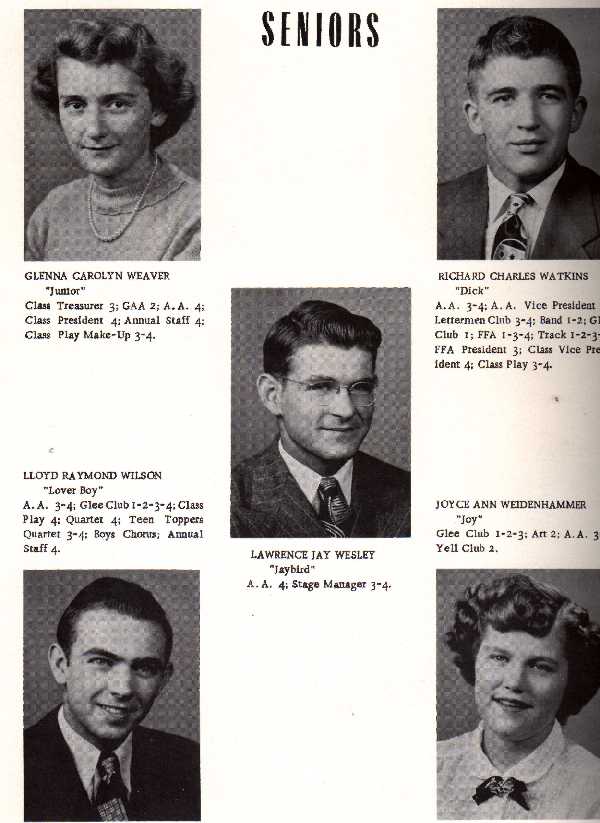 SENIORS
GLENNA CAROLYN WEAVER
"Junior"
Class Treasurer 3; GAA 2; A.A. 4;
Class President 4; Annual Staff 4;
Class Play Make-Up 3-4.
RICHARD CHARLES WATKINS
"Dick"
A.A. 3-4; A.A. Vice President
Lettermen Club 3-4; Band 1-2; Gl
Club 1; FFA 1-3-4; Track 1-2-3-
FFA President 3; Class Vice Pre
ident 4; Class Play 3-4.
LLOYD RAYMOND WILSON
"Lover Boy"
A.A. 3-4; Glee Club 1-2-3-4; Class
Play 4; Quartet 4; Teen Toppers
Quartet 3-4; Boys Chorus; Annual
Staff 4.
LAWRENCE JAY WESLEY
"Jaybird"
A.A. 4; Stage Manager 3-4.
JOYCE ANN WEIDENHAMMER
"Joy"
Glee Club 1-2-3; Art 2; A.A. 3
Yell Club 2.